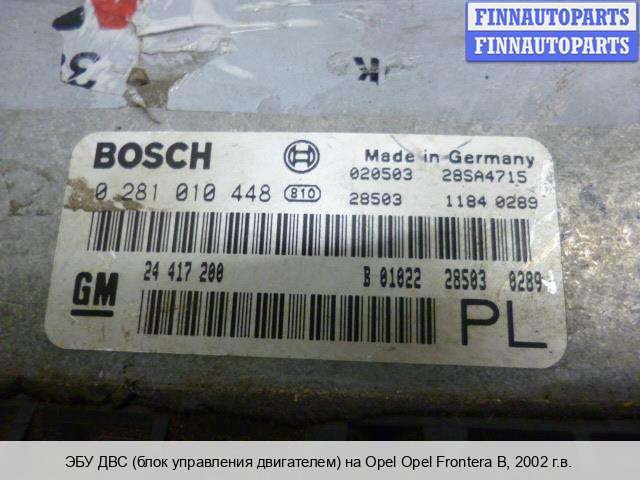 FINNAUTOPARTS
FINNAUTOPARTS
K
BOSCH
Made in Germany
020503 28SA4715
0 281 010 448 810
28503 1184 0289
GM
24 417 200
B 01022 28503 0289
PL
ЭБУ ДВС (блок управления двигателем) на Opel Opel Frontera B, 2002 г.в.